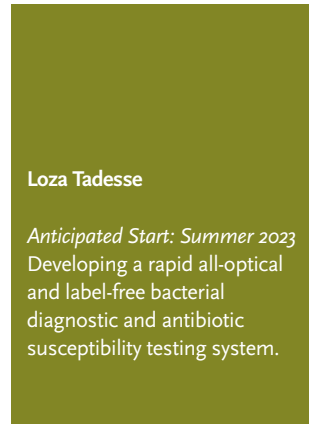 Loza Tadesse
Anticipated Start: Summer 2023
Developing a rapid all-optical
and label-free bacterial
diagnostic and antibiotic
susceptibility testing system.